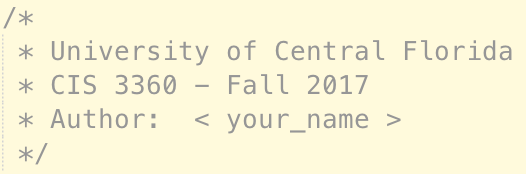 /*
 * University of Central Florida
 * CIS 3360 – Fall 2017
 * Author:  < your_name >
 */